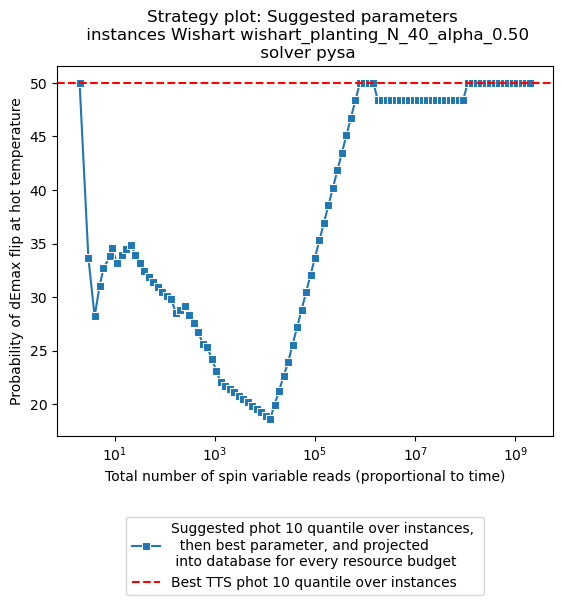 Strategy plot: Suggested parameters
instances Wishart wishart_planting_N_40_alpha_0.50
solver pysa
Probability of dEmax flip at hot temperature
50
45
40
35
30
25
20
10^1
10^3
10^5
10^7
10^9
Total number of spin variable reads (proportional to time)
Suggested phot 10 quantile over instances,
then best parameter, and projected
into database for every resource budget
Best TTS phot 10 quantile over instances